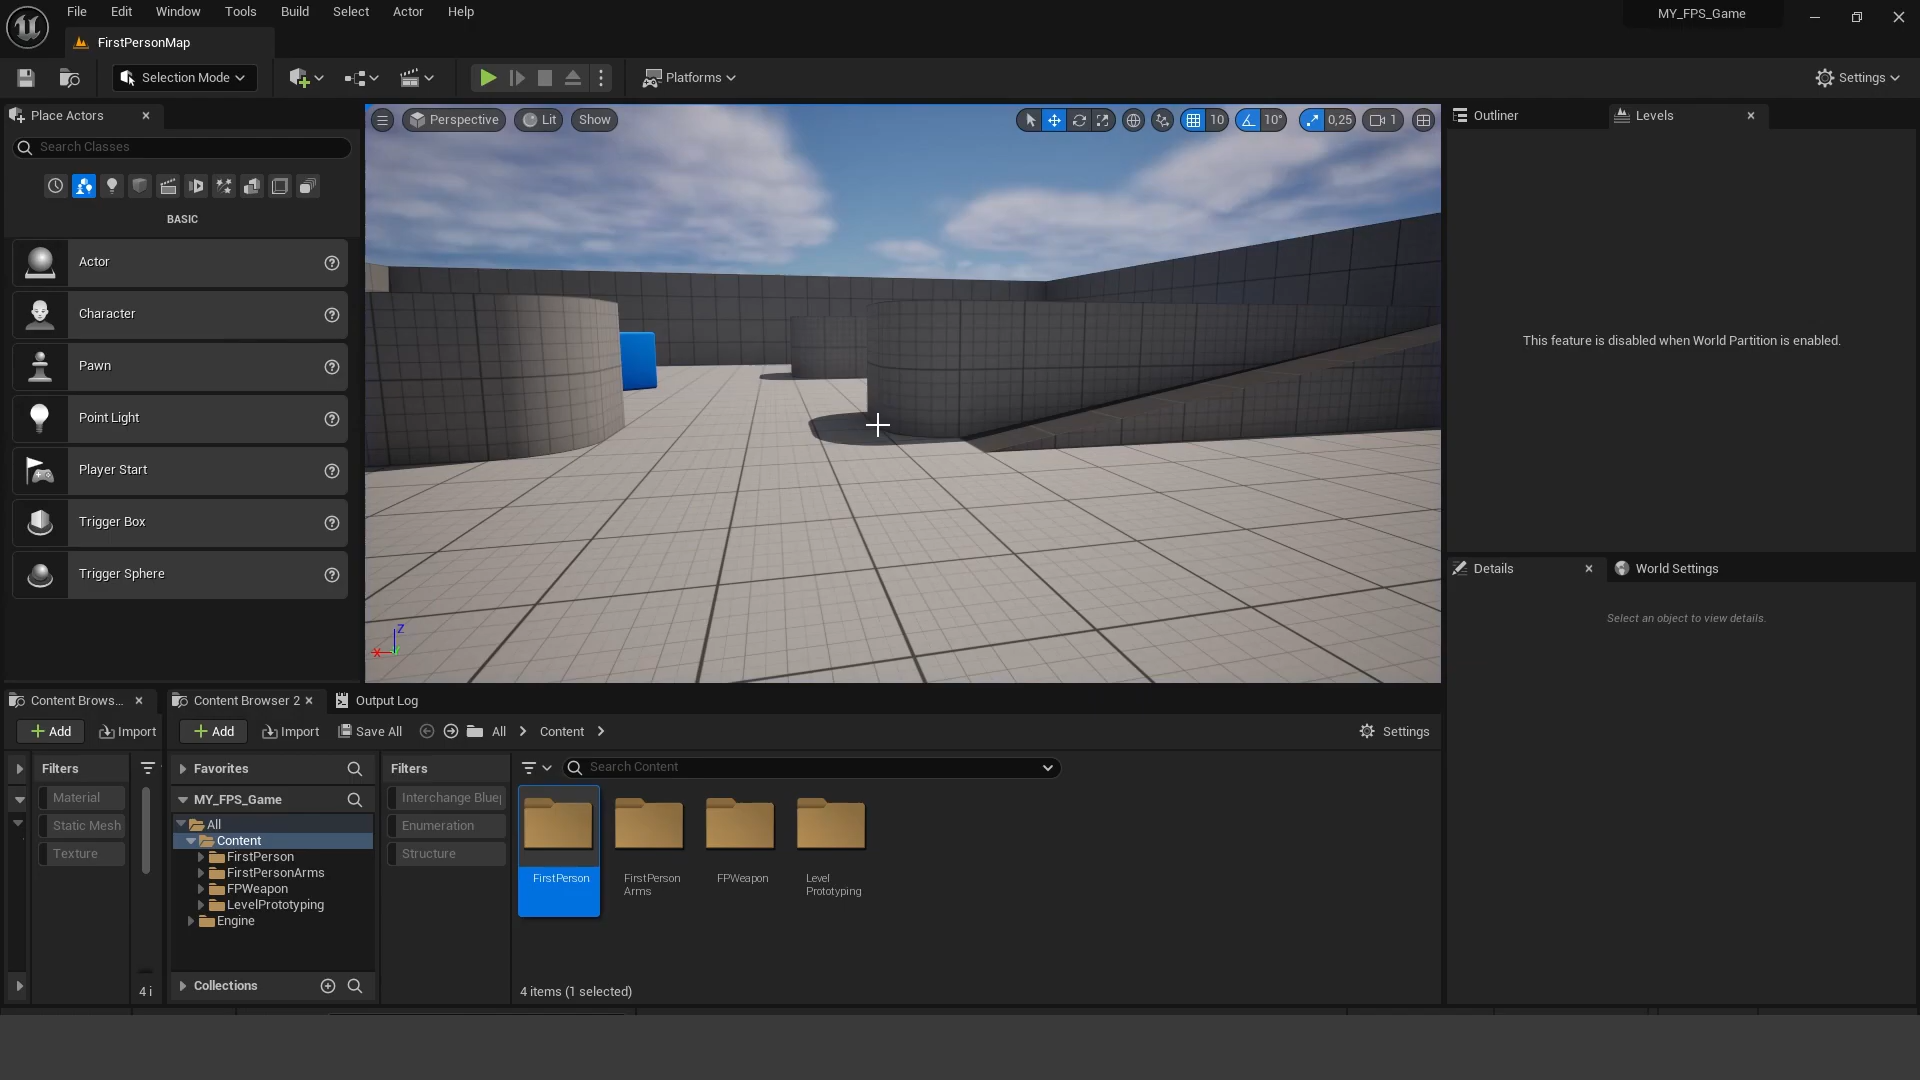 File Edit Window Tools Build Select Actor Help
MY_FPS_Game
FirstPersonMap
Selection Mode
Platforms
Settings
Place Actors
Search Classes
BASIC
Actor
Character
Pawn
Point Light
Player Start
Trigger Box
Trigger Sphere
Perspective Lit Show
10 10° 0,25 1
Z
X
Outliner Levels
This feature is disabled when World Partition is enabled.
Details World Settings
Select an object to view details.
Content Brows... Content Browser 2 Output Log
Add Import
Add Import Save All All Content Settings
Filters
Material
Static Mesh
Texture
4 i
Favorites
MY_FPS_Game
All
Content
FirstPerson
FirstPersonArms
FPWeapon
LevelPrototyping
Engine
Collections
Filters
Interchange Bluep
Enumeration
Structure
Search Content
FirstPerson
FirstPerson
Arms
FPWeapon
Level
Prototyping
4 items (1 selected)